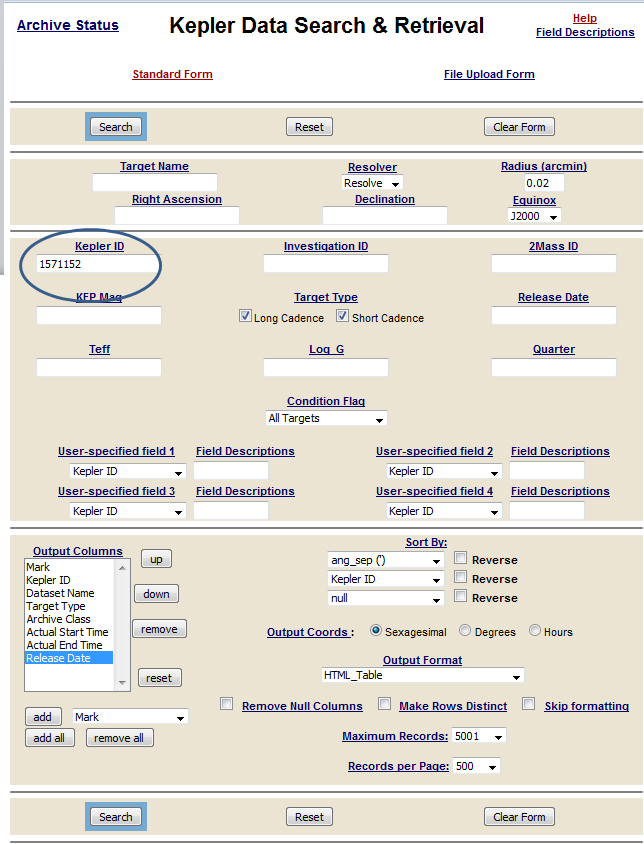 Archive Status
Kepler Data Search & Retrieval
Help
Field Descriptions
Standard Form
File Upload Form
Search
Reset
Clear Form
Target Name
Resolver
Radius (arcmin)
Resolve
0.02
Right Ascension
Declination
Equinox
J2000
Kepler ID
Investigation ID
2Mass ID
1571152
KEP Mag
Target Type
Release Date
Long Cadence
Short Cadence
Teff
Log_G
Quarter
Condition Flag
All Targets
User-specified field 1
Field Descriptions
User-specified field 2
Field Descriptions
Kepler ID
Kepler ID
User-specified field 3
Field Descriptions
User-specified field 4
Field Descriptions
Kepler ID
Kepler ID
Output Columns
Mark
Kepler ID
Dataset Name
Target Type
Archive Class
Actual Start Time
Actual End Time
Release Date
up
down
remove
reset
add
Mark
add all
remove all
Sort By:
ang_sep (')
Reverse
Kepler ID
Reverse
null
Reverse
Output Coords :
Sexagesimal
Degrees
Hours
Output Format
HTML_Table
Remove Null Columns
Make Rows Distinct
Skip formatting
Maximum Records:
5001
Records per Page:
500
Search
Reset
Clear Form